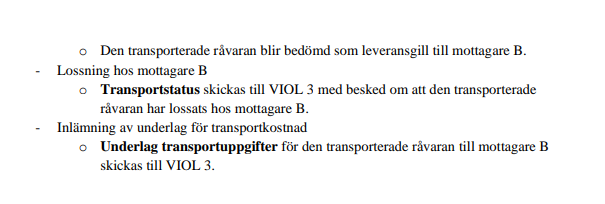 o Den transporterade råvaran blir bedömd som leveransgill till mottagare B.
- Lossning hos mottagare B
o Transportstatus skickas till VIOL 3 med besked om att den transporterade
råvaran har lossats hos mottagare B.
- Inlämning av underlag för transportkostnad
o Underlag transportuppgifter för den transporterade råvaran till mottagare B
skickas till VIOL 3.